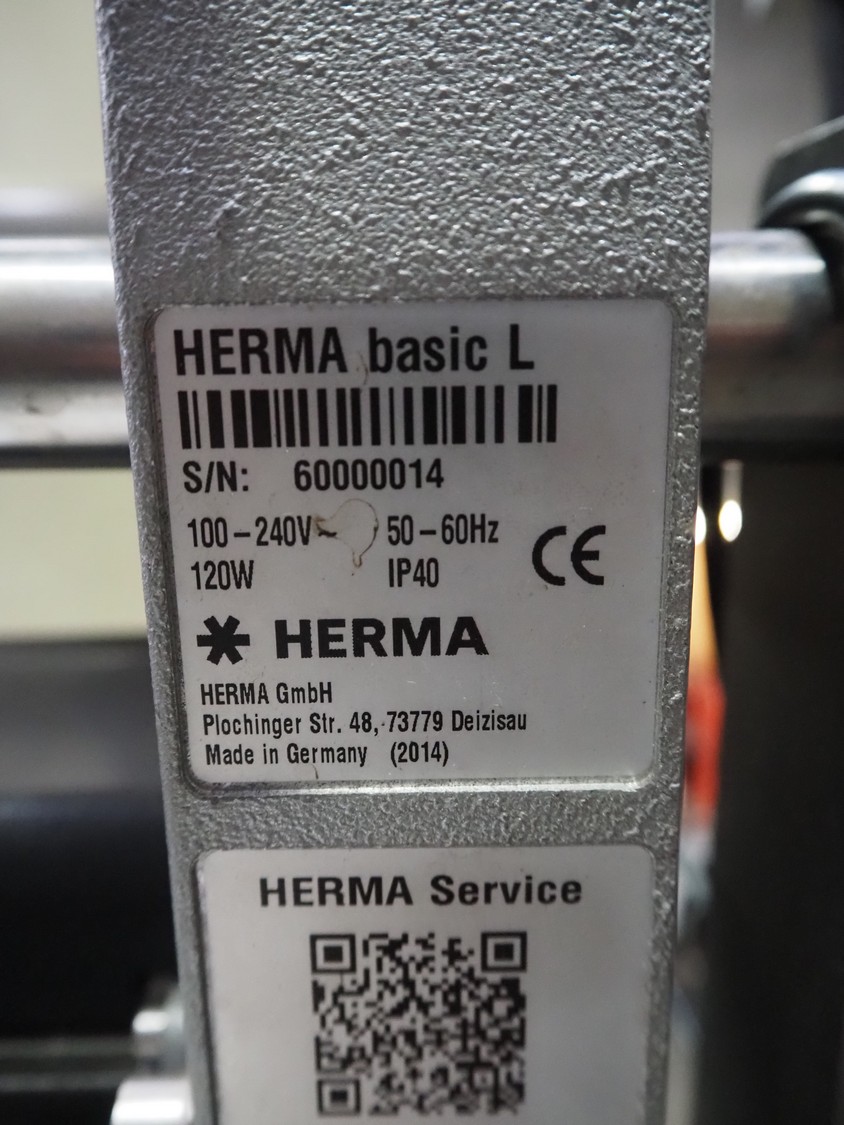 HERMA basic L
S/N: 60000014
100-240V~ 50-60Hz
120W IP40
CE
HERMA
HERMA GmbH
Plochinger Str. 48, 73779 Deizisau
Made in Germany (2014)
HERMA Service